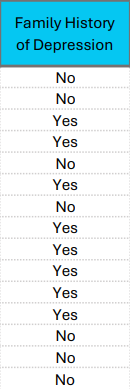 Family History
of Depression
No
No
Yes
Yes
No
Yes
No
Yes
Yes
Yes
Yes
Yes
No
No
No